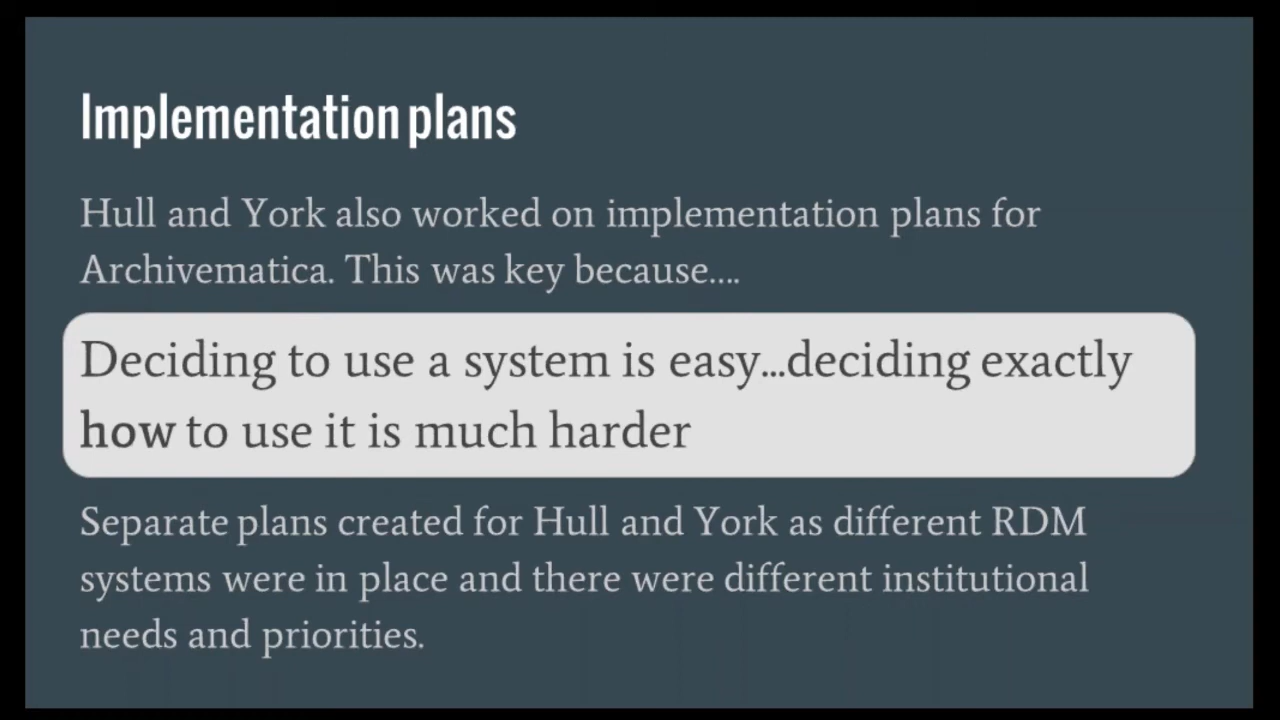 Implementation plans
Hull and York also worked on implementation plans for
Archivematica. This was key because....
Deciding to use a system is easy...deciding exactly
how to use it is much harder
Separate plans created for Hull and York as different RDM
systems were in place and there were different institutional
needs and priorities.